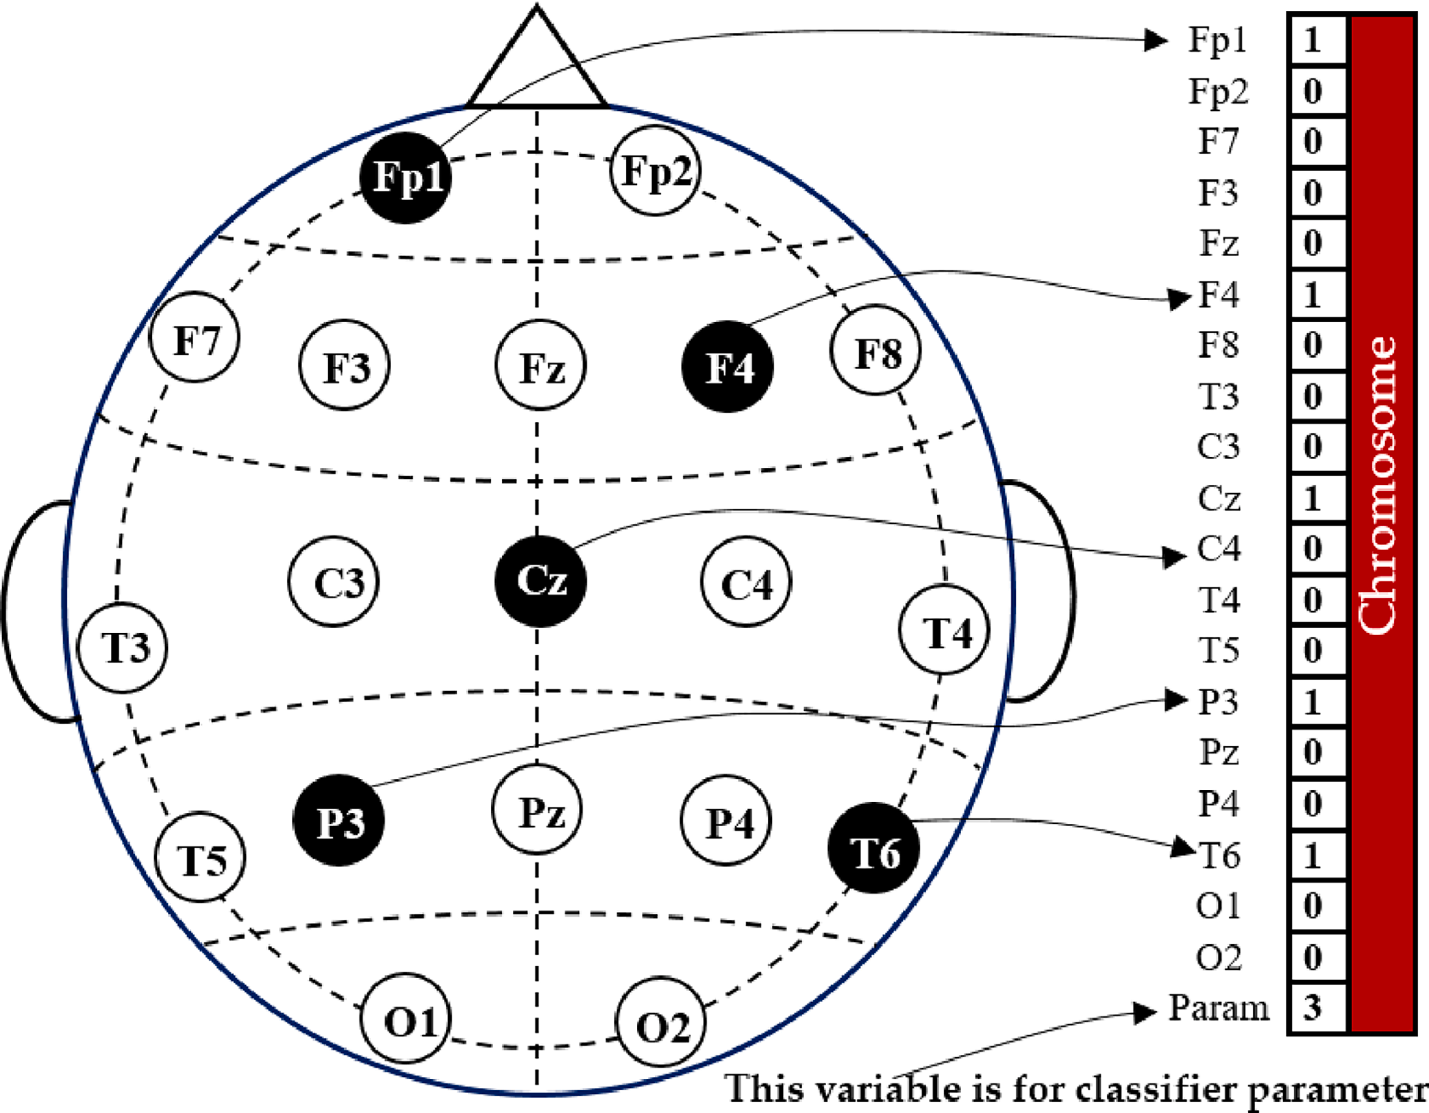 Fp1
Fp2
F7
F3
Fz
F4
F8
T3
C3
Cz
C4
T4
T5
P3
Pz
P4
T6
O1
O2
Fp1 1
Fp2 0
F7 0
F3 0
Fz 0
F4 1
F8 0
T3 0
C3 0
Cz 1
C4 0
T4 0
T5 0
P3 1
Pz 0
P4 0
T6 1
O1 0
O2 0
Param 3
Chromosome
This variable is for classifier parameter